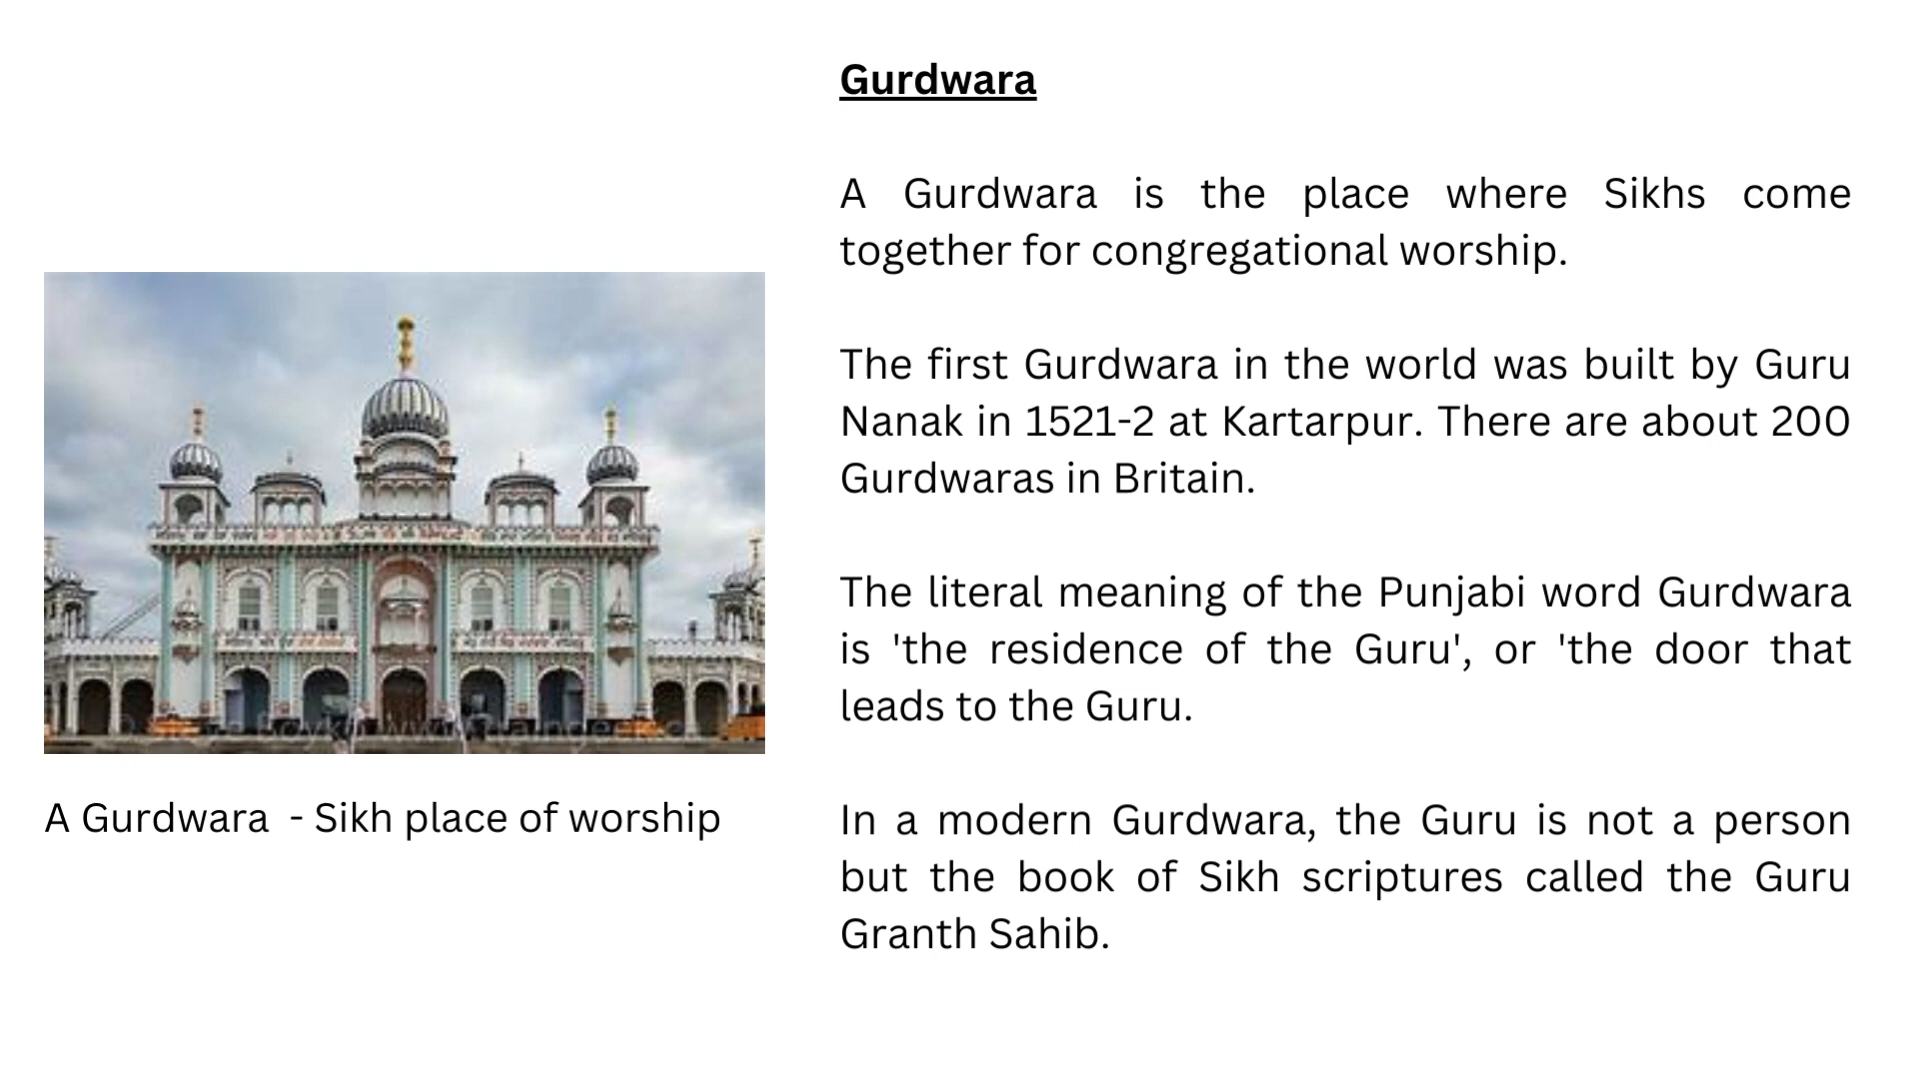 Gurdwara
A Gurdwara is the place where Sikhs come
together for congregational worship.
The first Gurdwara in the world was built by Guru
Nanak in 1521-2 at Kartarpur. There are about 200
Gurdwaras in Britain.
The literal meaning of the Punjabi word Gurdwara
is 'the residence of the Guru', or 'the door that
leads to the Guru.
In a modern Gurdwara, the Guru is not a person
but the book of Sikh scriptures called the Guru
Granth Sahib.
A Gurdwara - Sikh place of worship